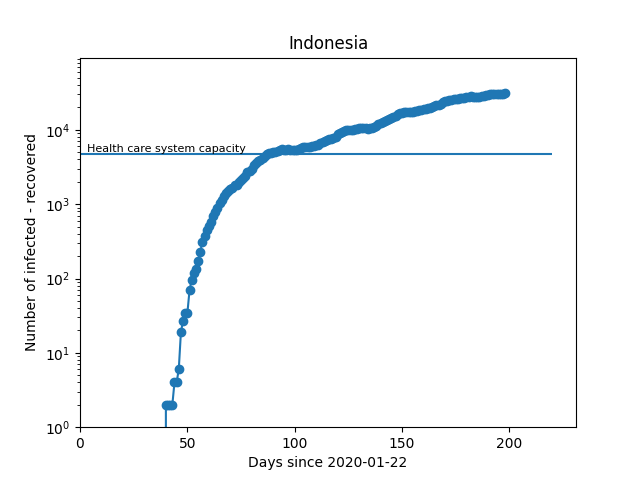 Indonesia
Number of infected - recovered
10^4
10^3
10^2
10^1
10^0
Health care system capacity
0 50 100 150 200
Days since 2020-01-22